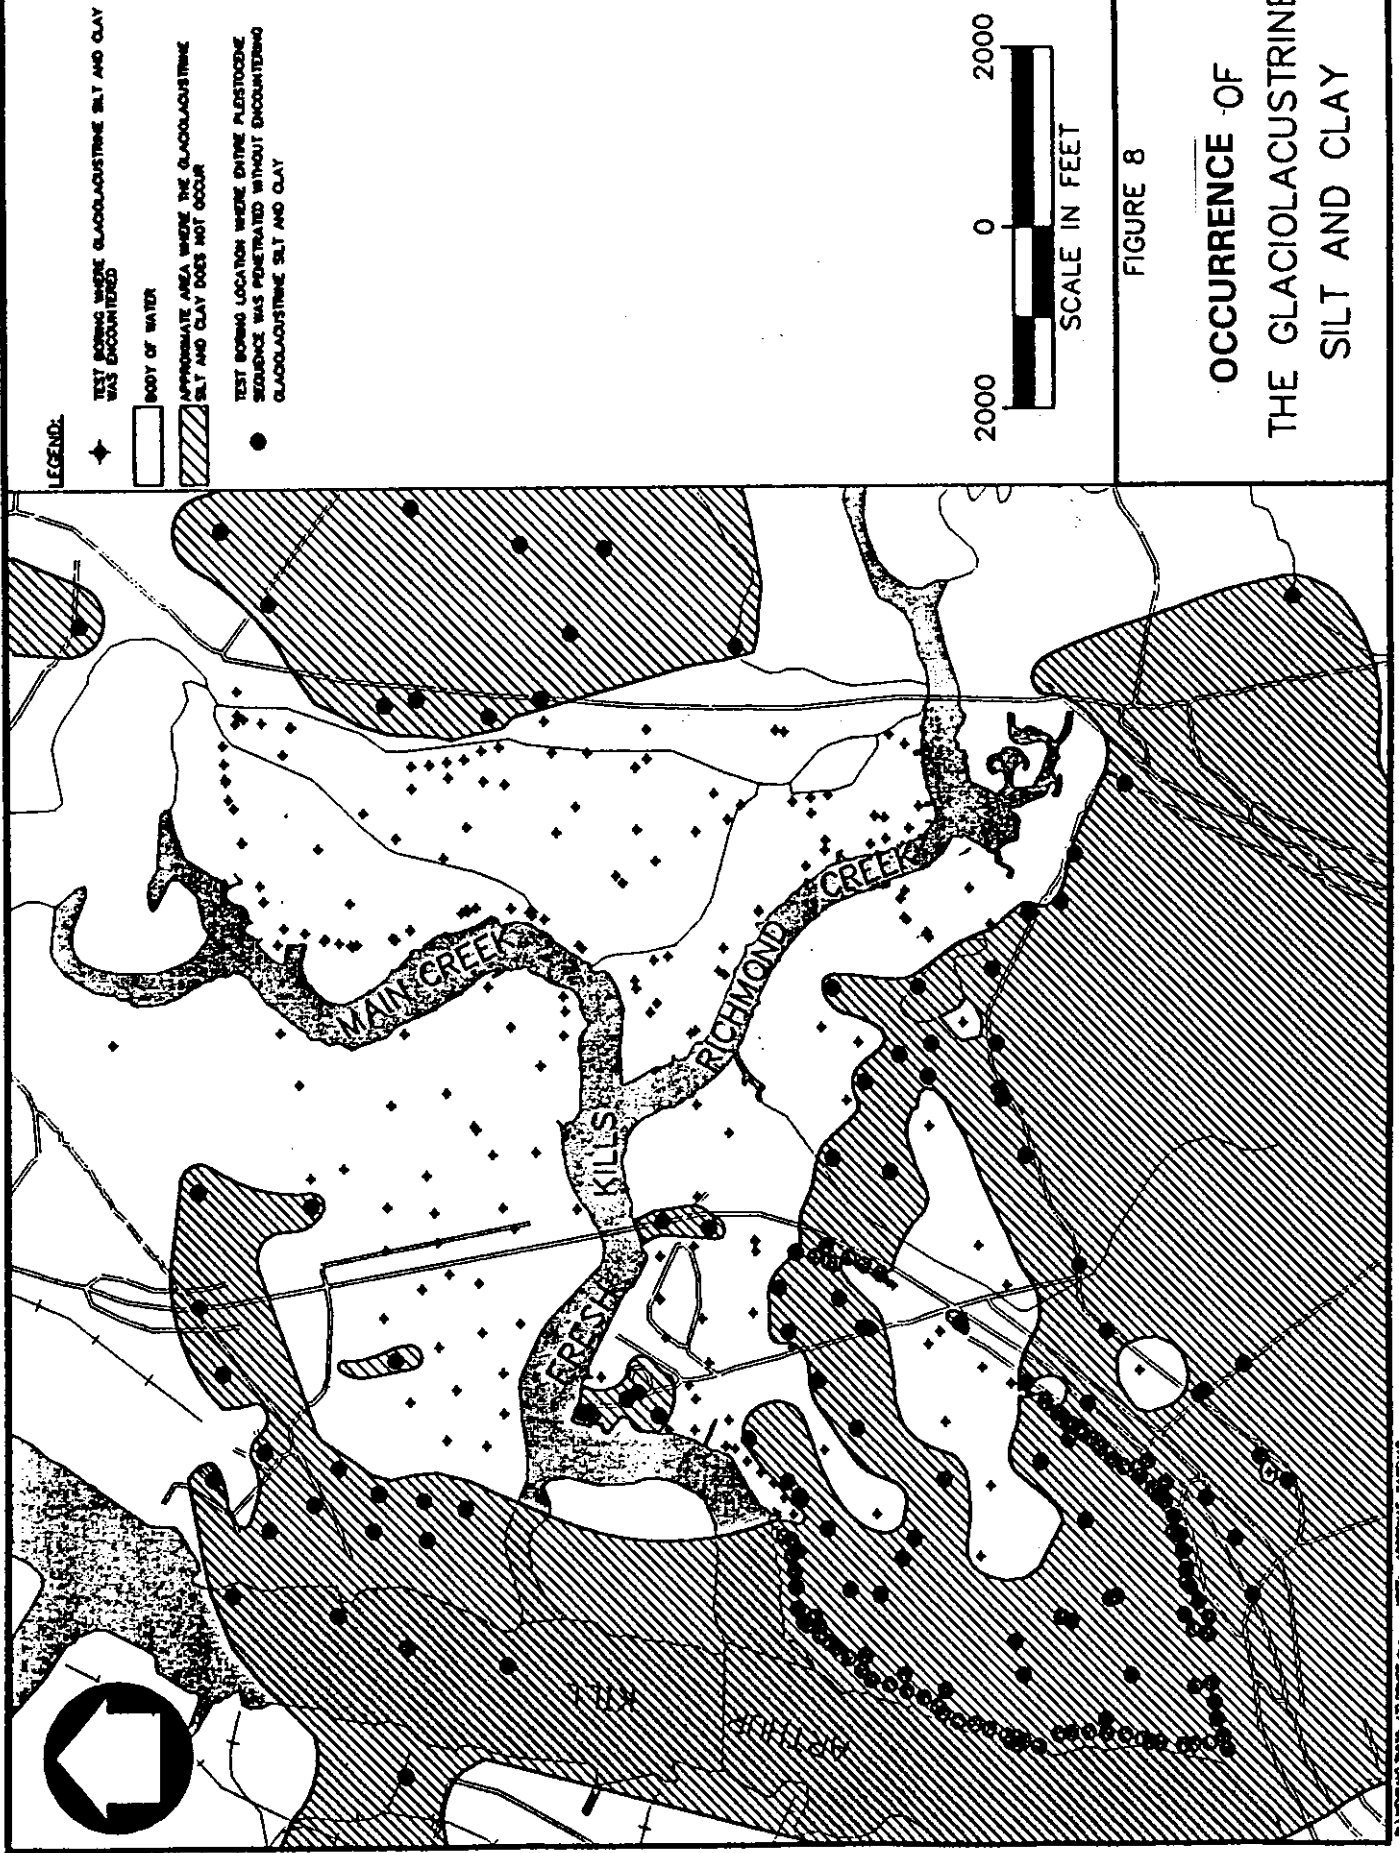 LEGEND:
TEST BORING WHERE GLACIOLACUSTRINE SILT AND CLAY
WAS ENCOUNTERED
BODY OF WATER
APPROXIMATE AREA WHERE THE GLACIOLACUSTRINE
SILT AND CLAY DOES NOT OCCUR
TEST BORING LOCATION WHERE ENTIRE PLEISTOCENE
SEQUENCE WAS PENETRATED WITHOUT ENCOUNTERING
GLACIOLACUSTRINE SILT AND CLAY
MAIN CREEK
RICHMOND CREEK
FRESH KILLS
ARTHUR KILL
2000 0 2000
SCALE IN FEET
FIGURE 8
OCCURRENCE OF
THE GLACIOLACUSTRINE
SILT AND CLAY